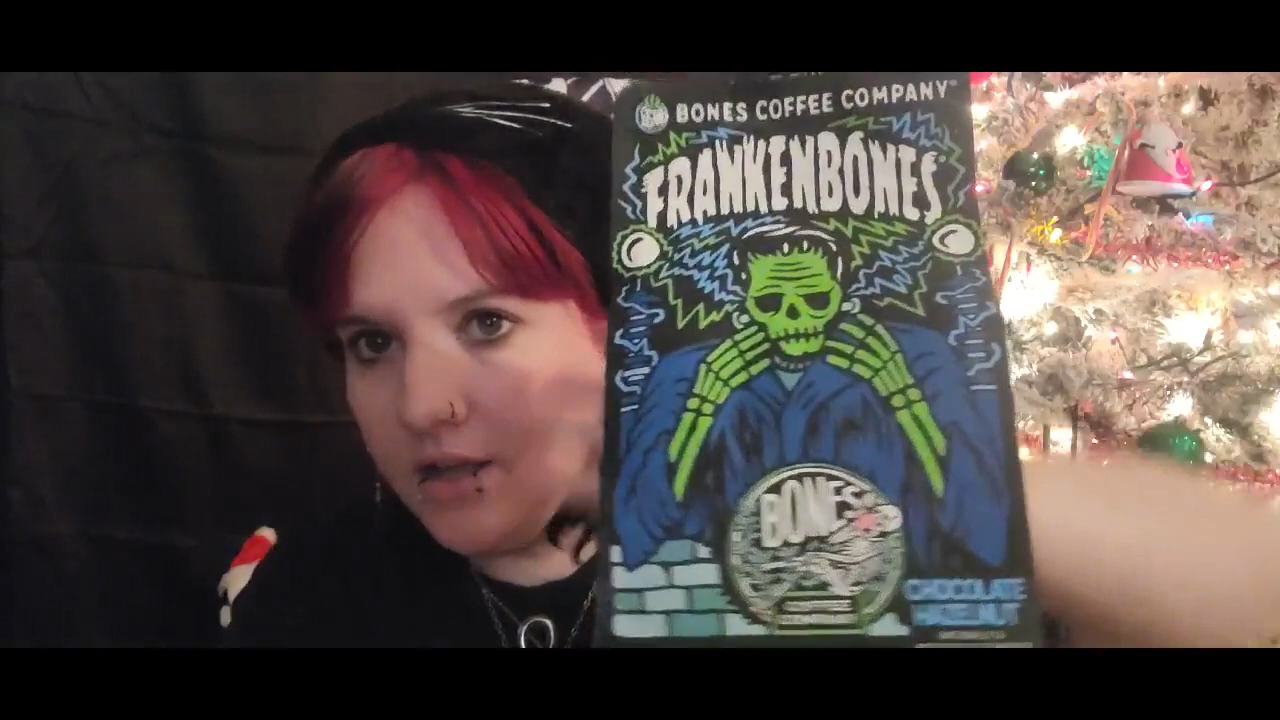 BONES COFFEE COMPANY
FRANKENBONES
BONES
CHOCOLATE
HAZELNUT